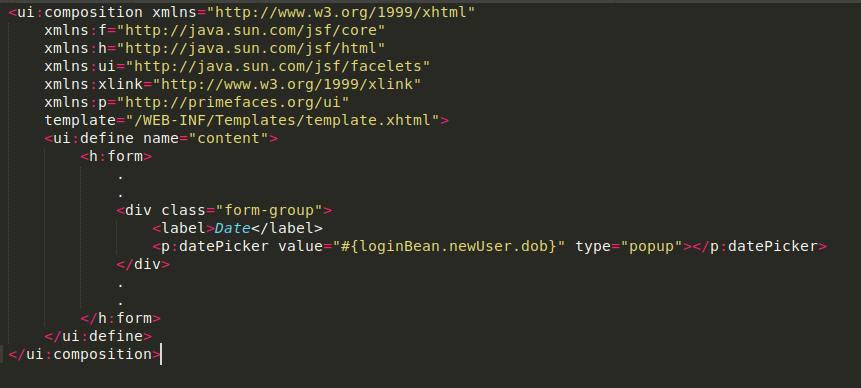 <ui:composition xmlns="http://www.w3.org/1999/xhtml"
    xmlns:f="http://java.sun.com/jsf/core"
    xmlns:h="http://java.sun.com/jsf/html"
    xmlns:ui="http://java.sun.com/jsf/facelets"
    xmlns:xlink="http://www.w3.org/1999/xlink"
    xmlns:p="http://primefaces.org/ui"
    template="/WEB-INF/Templates/template.xhtml">
    <ui:define name="content">
        <h:form>
            .
            .
            <div class="form-group">
                <label>Date</label>
                <p:datePicker value="#{loginBean.newUser.dob}" type="popup"></p:datePicker>
            </div>
            .
            .
        </h:form>
    </ui:define>
</ui:composition>